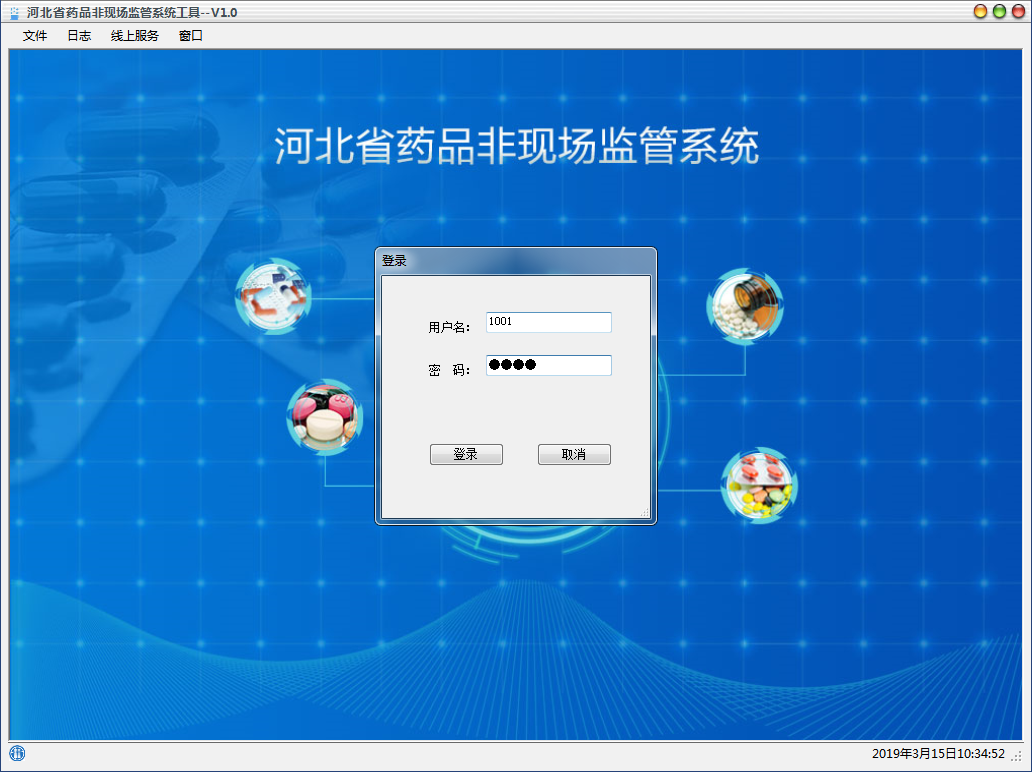 河北省药品非现场监管系统工具--V1.0
文件 日志 线上服务 窗口
河北省药品非现场监管系统
登录
用户名： 1001
密 码： ●●●●
登录 取消
2019年3月15日10:34:52